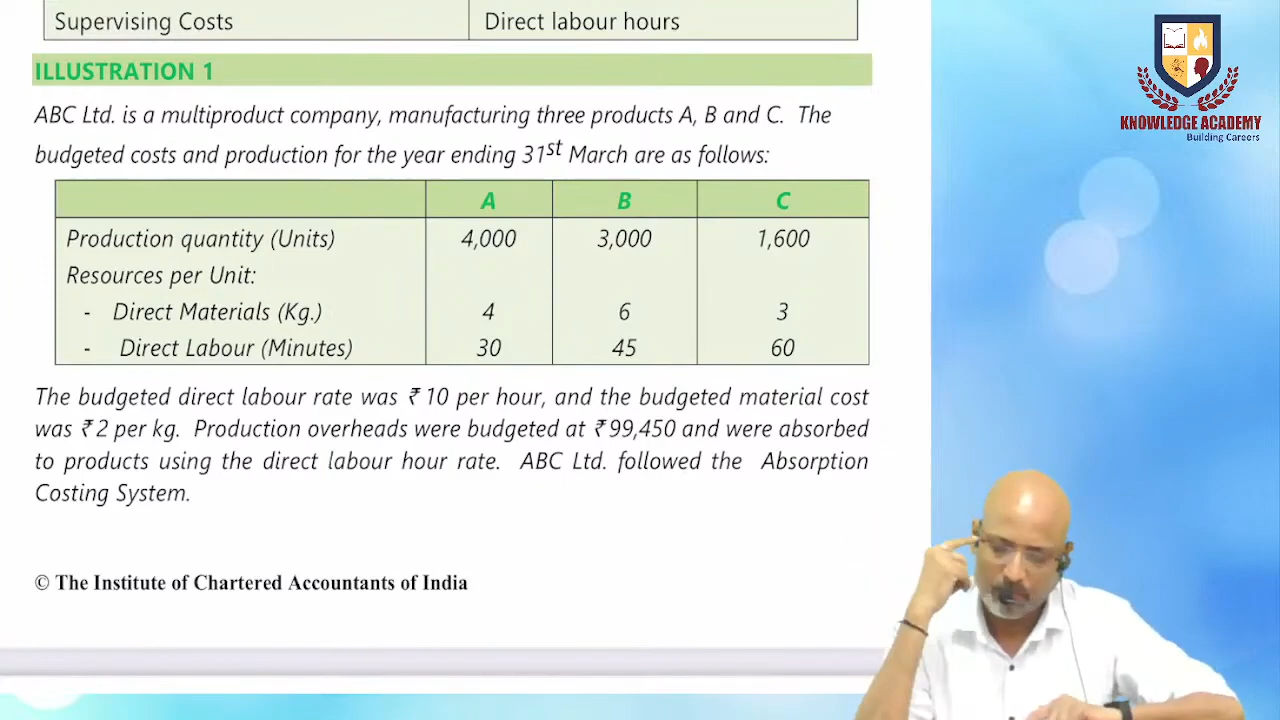 Supervising Costs Direct labour hours
ILLUSTRATION 1
ABC Ltd. is a multiproduct company, manufacturing three products A, B and C. The
budgeted costs and production for the year ending 31st March are as follows:
A B C
Production quantity (Units) 4,000 3,000 1,600
Resources per Unit:
- Direct Materials (Kg.) 4 6 3
- Direct Labour (Minutes) 30 45 60
The budgeted direct labour rate was ₹ 10 per hour, and the budgeted material cost
was ₹ 2 per kg. Production overheads were budgeted at ₹ 99,450 and were absorbed
to products using the direct labour hour rate. ABC Ltd. followed the Absorption
Costing System.
© The Institute of Chartered Accountants of India
KNOWLEDGE ACADEMY
Building Careers